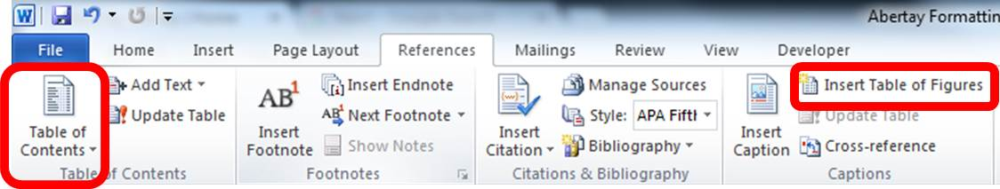 W
Abertay Formattin
File Home Insert Page Layout References Mailings Review View Developer
Table of
Contents
Add Text
Update Table
Table of Contents
AB1
Insert
Footnote
Insert Endnote
AB1 Next Footnote
Show Notes
Footnotes
Insert
Citation
Manage Sources
Style: APA Fift
Bibliography
Citations & Bibliography
Insert
Caption
Insert Table of Figures
Update Table
Cross-reference
Captions